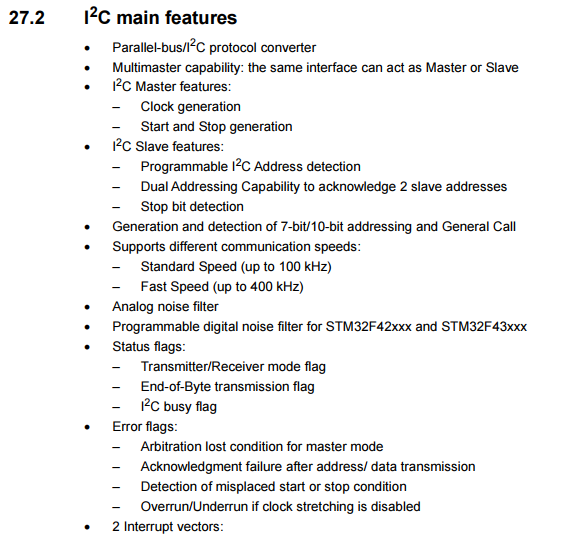 27.2 I²C main features
• Parallel-bus/I²C protocol converter
• Multimaster capability: the same interface can act as Master or Slave
• I²C Master features:
– Clock generation
– Start and Stop generation
• I²C Slave features:
– Programmable I²C Address detection
– Dual Addressing Capability to acknowledge 2 slave addresses
– Stop bit detection
• Generation and detection of 7-bit/10-bit addressing and General Call
• Supports different communication speeds:
– Standard Speed (up to 100 kHz)
– Fast Speed (up to 400 kHz)
• Analog noise filter
• Programmable digital noise filter for STM32F42xxx and STM32F43xxx
• Status flags:
– Transmitter/Receiver mode flag
– End-of-Byte transmission flag
– I²C busy flag
• Error flags:
– Arbitration lost condition for master mode
– Acknowledgment failure after address/ data transmission
– Detection of misplaced start or stop condition
– Overrun/Underrun if clock stretching is disabled
• 2 Interrupt vectors: